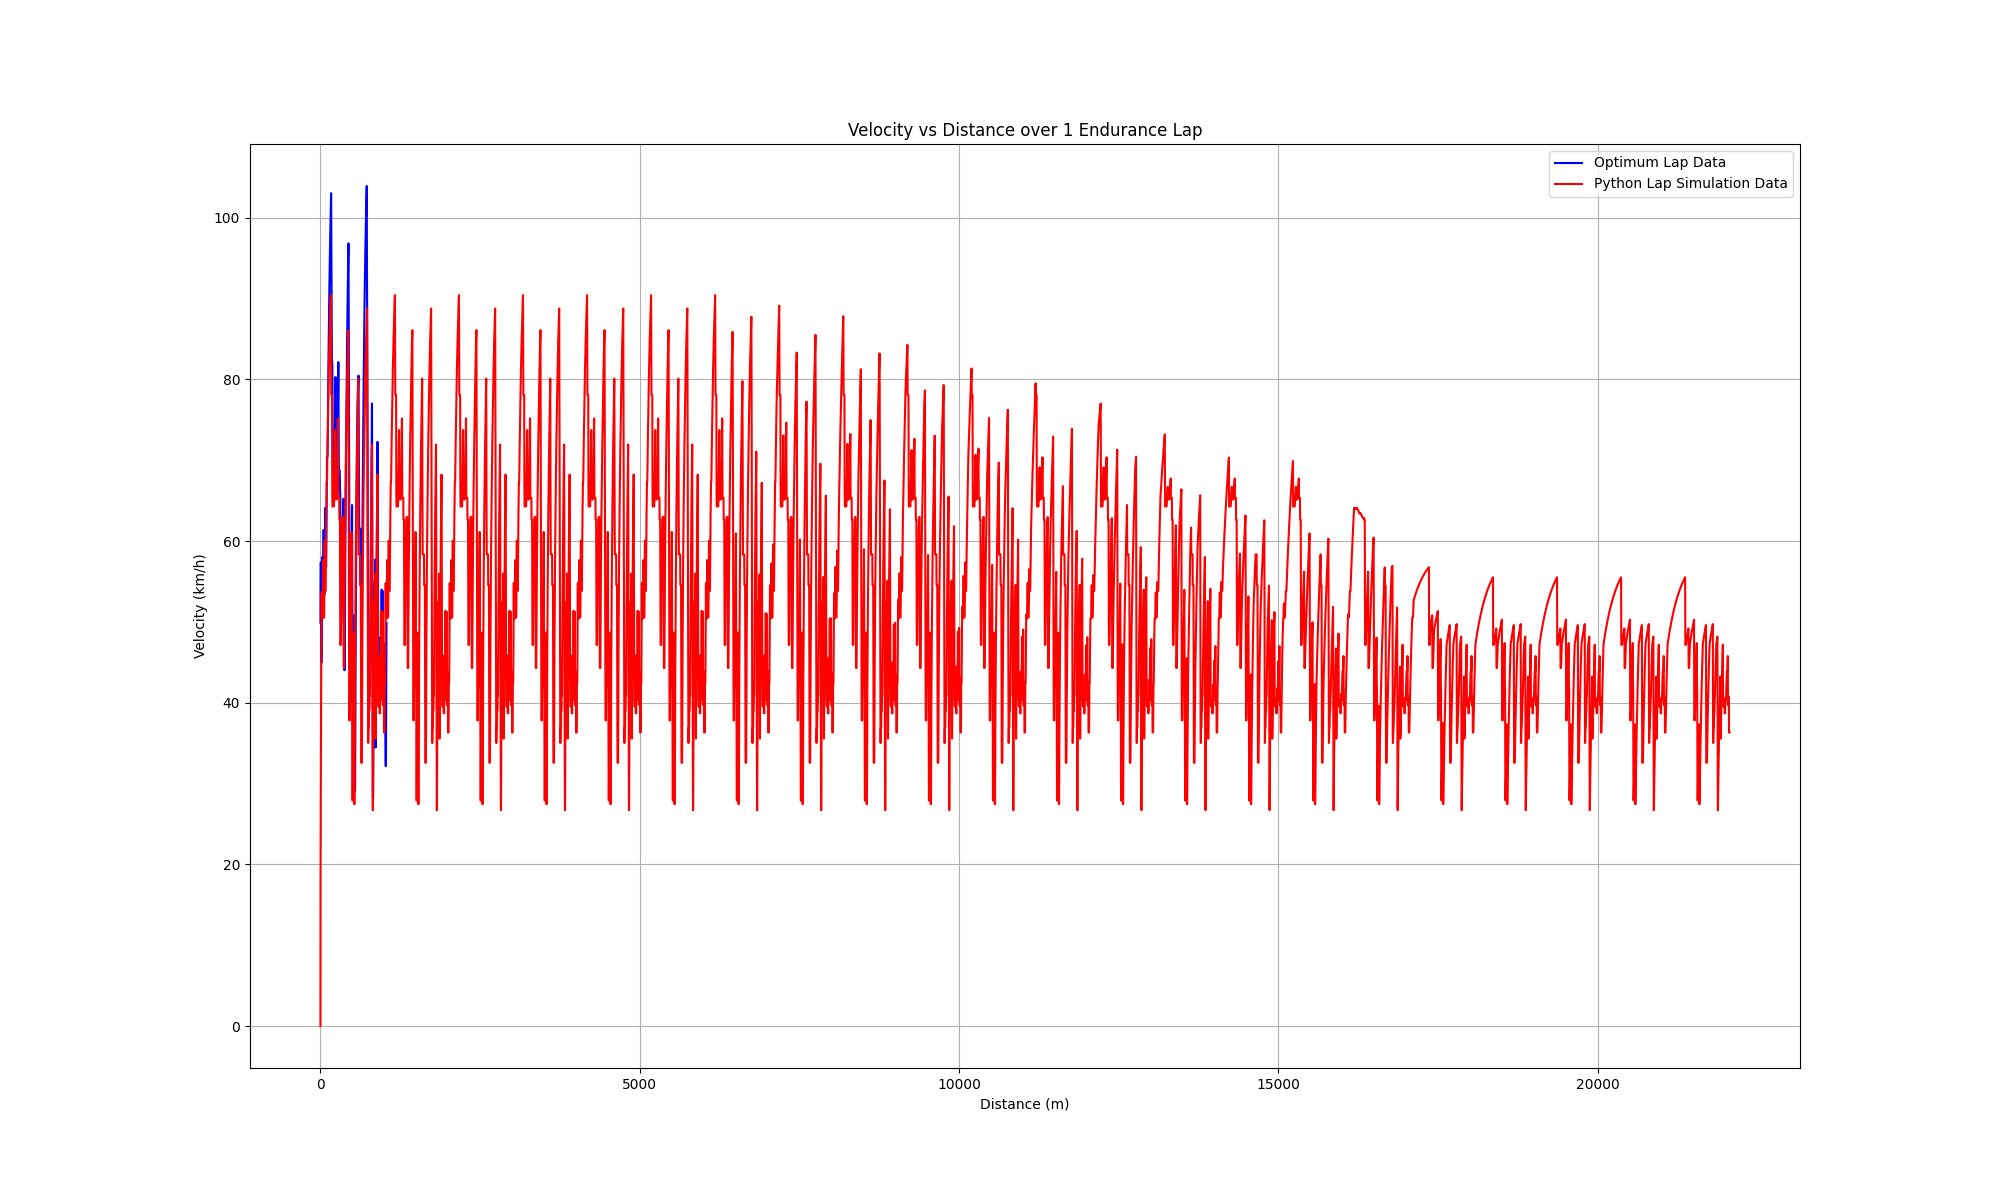 Velocity vs Distance over 1 Endurance Lap
Optimum Lap Data
Python Lap Simulation Data
100
80
60
40
20
0
Velocity (km/h)
0 5000 10000 15000 20000
Distance (m)